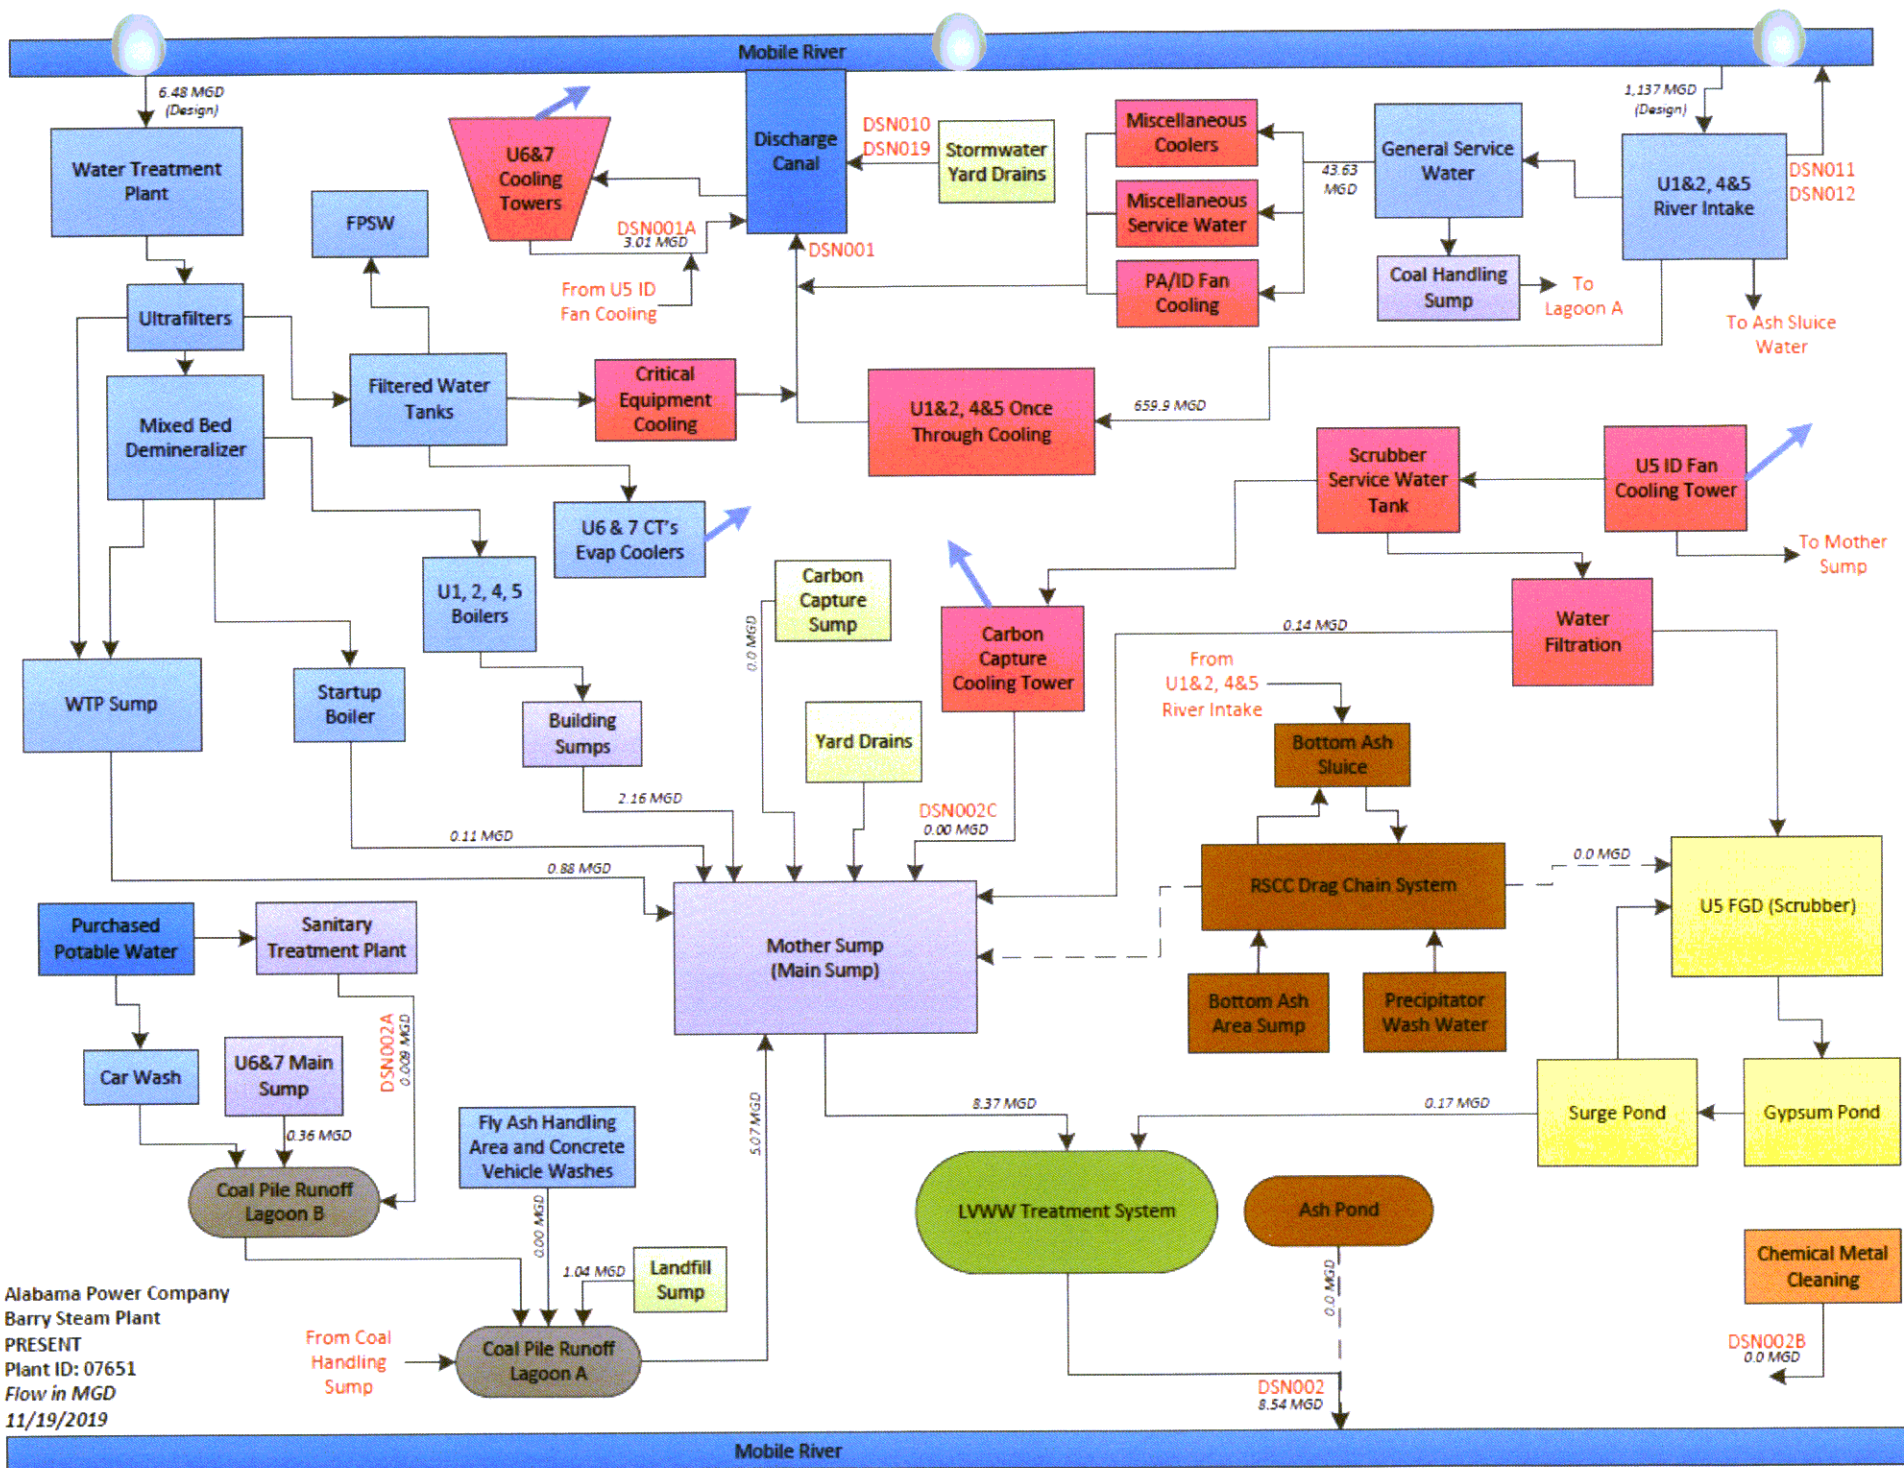 Mobile River
6.48 MGD
(Design)
Water Treatment
Plant
U6&7
Cooling
Towers
Discharge
Canal
DSN010
DSN019
Stormwater
Yard Drains
Miscellaneous
Coolers
Miscellaneous
Service Water
PA/ID Fan
Cooling
43.63
MGD
General Service
Water
1,137 MGD
(Design)
U1&2, 4&5
River Intake
DSN011
DSN012
FPSW
DSN001A
3.01 MGD
From U5 ID
Fan Cooling
DSN001
Coal Handling
Sump
To
Lagoon A
To Ash Sluice
Water
Ultrafilters
Mixed Bed
Demineralizer
Filtered Water
Tanks
Critical
Equipment
Cooling
U1&2, 4&5 Once
Through Cooling
659.9 MGD
Scrubber
Service Water
Tank
U5 ID Fan
Cooling Tower
To Mother
Sump
U6 & 7 CT's
Evap Coolers
U1, 2, 4, 5
Boilers
Carbon
Capture
Sump
0.0 MGD
Carbon
Capture
Cooling Tower
0.14 MGD
Water
Filtration
From
U1&2, 4&5
River Intake
WTP Sump
Startup
Boiler
Building
Sumps
Yard Drains
Bottom Ash
Sluice
2.16 MGD
DSN002C
0.00 MGD
0.11 MGD
0.88 MGD
RSCC Drag Chain System
0.0 MGD
U5 FGD (Scrubber)
Purchased
Potable Water
Sanitary
Treatment Plant
Mother Sump
(Main Sump)
Bottom Ash
Area Sump
Precipitator
Wash Water
DSN002A
0.009 MGD
Car Wash
U6&7 Main
Sump
0.36 MGD
Fly Ash Handling
Area and Concrete
Vehicle Washes
5.07 MGD
8.37 MGD
0.17 MGD
Surge Pond
Gypsum Pond
Coal Pile Runoff
Lagoon B
0.00 MGD
LVWW Treatment System
Ash Pond
0.0 MGD
Chemical Metal
Cleaning
1.04 MGD
Landfill
Sump
Alabama Power Company
Barry Steam Plant
PRESENT
Plant ID: 07651
Flow in MGD
11/19/2019
From Coal
Handling
Sump
Coal Pile Runoff
Lagoon A
DSN002
8.54 MGD
DSN002B
0.0 MGD
Mobile River